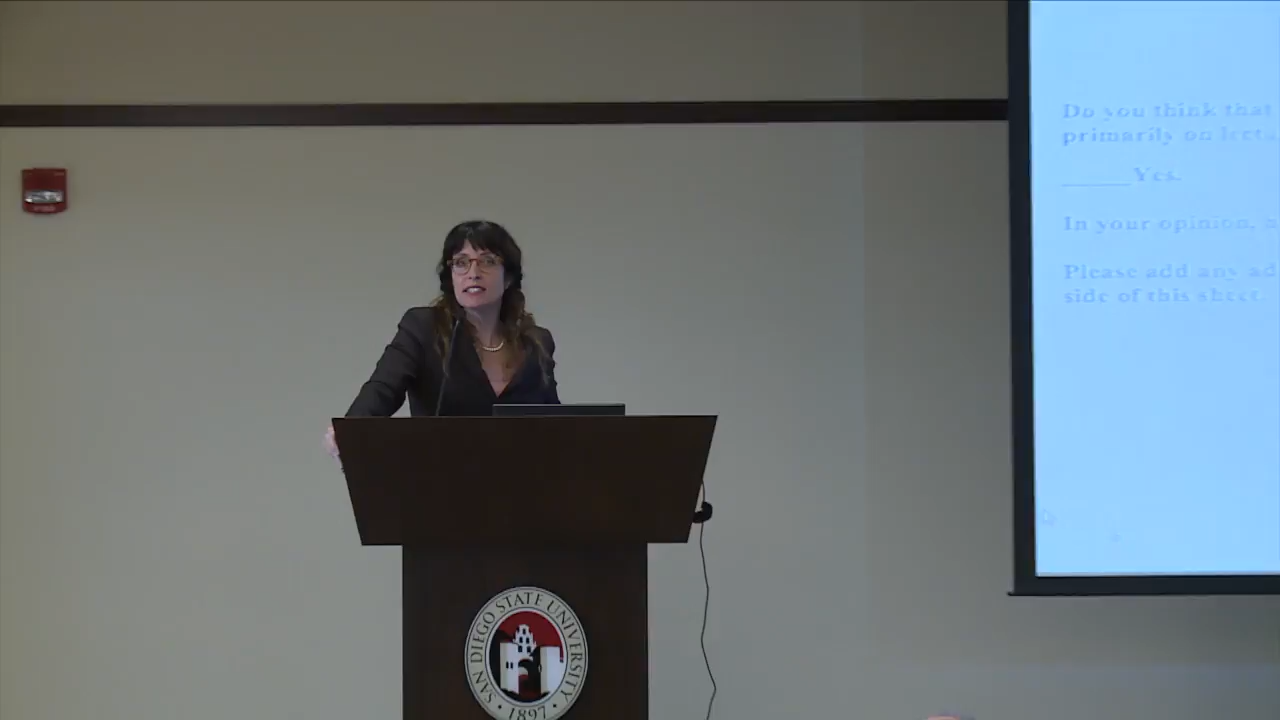 Do you think that
primarily on
Yes.
In your opinion,
Please add any ad
side of this sheet.
SAN DIEGO STATE UNIVERSITY
• 1897 •